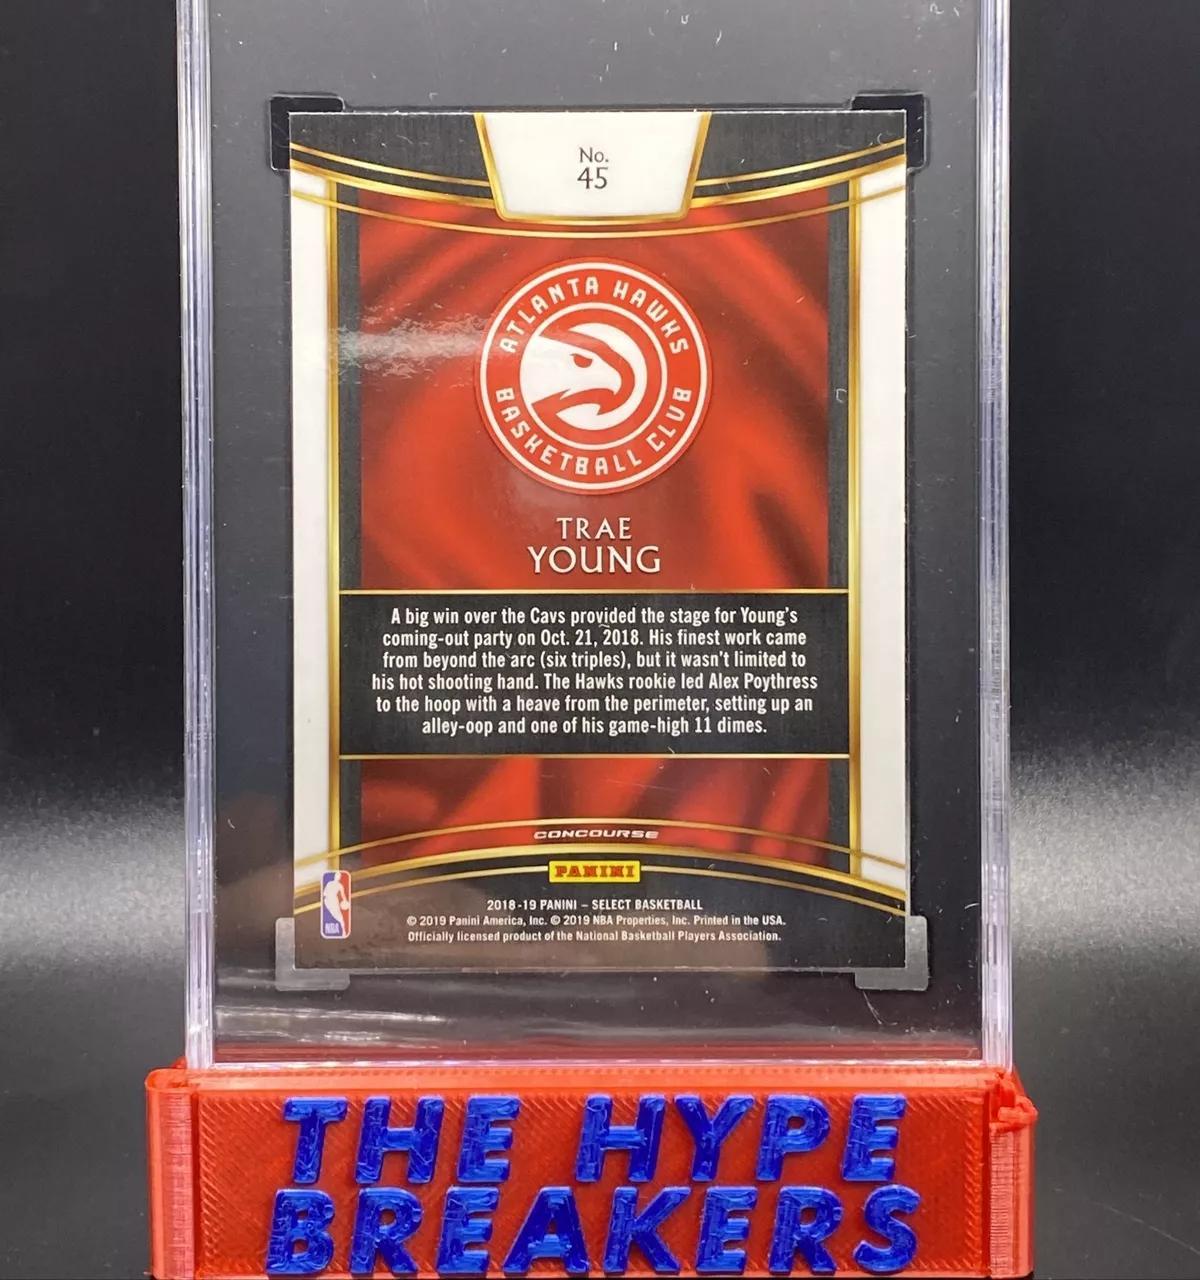 No.
45
ATLANTA HAWKS
BASKETBALL CLUB
TRAE
YOUNG
A big win over the Cavs provided the stage for Young's
coming-out party on Oct. 21, 2018. His finest work came
from beyond the arc (six triples), but it wasn't limited to
his hot shooting hand. The Hawks rookie led Alex Poythress
to the hoop with a heave from the perimeter, setting up an
alley-oop and one of his game-high 11 dimes.
CONCOURSE
PANINI
NBA
2018-19 PANINI – SELECT BASKETBALL
© 2019 Panini America, Inc. © 2019 NBA Properties, Inc. Printed in the USA.
Officially licensed product of the National Basketball Players Association.
THE HYPE
BREAKERS